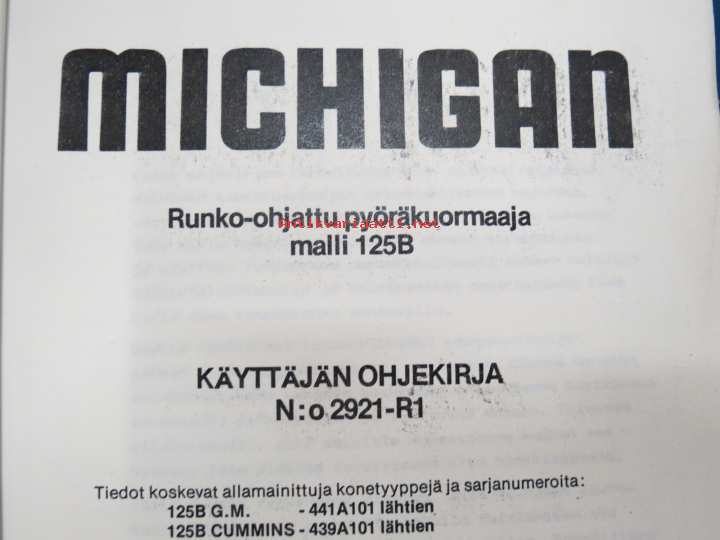 MICHIGAN
Runko-ohjattu pyöräkuormaaja
malli 125B
KÄYTTÄJÄN OHJEKIRJA
N:o 2921-R1
Tiedot koskevat allamainittuja konetyyppejä ja sarjanumeroita:
125B G.M. - 441A101 lähtien
125B CUMMINS - 439A101 lähtien